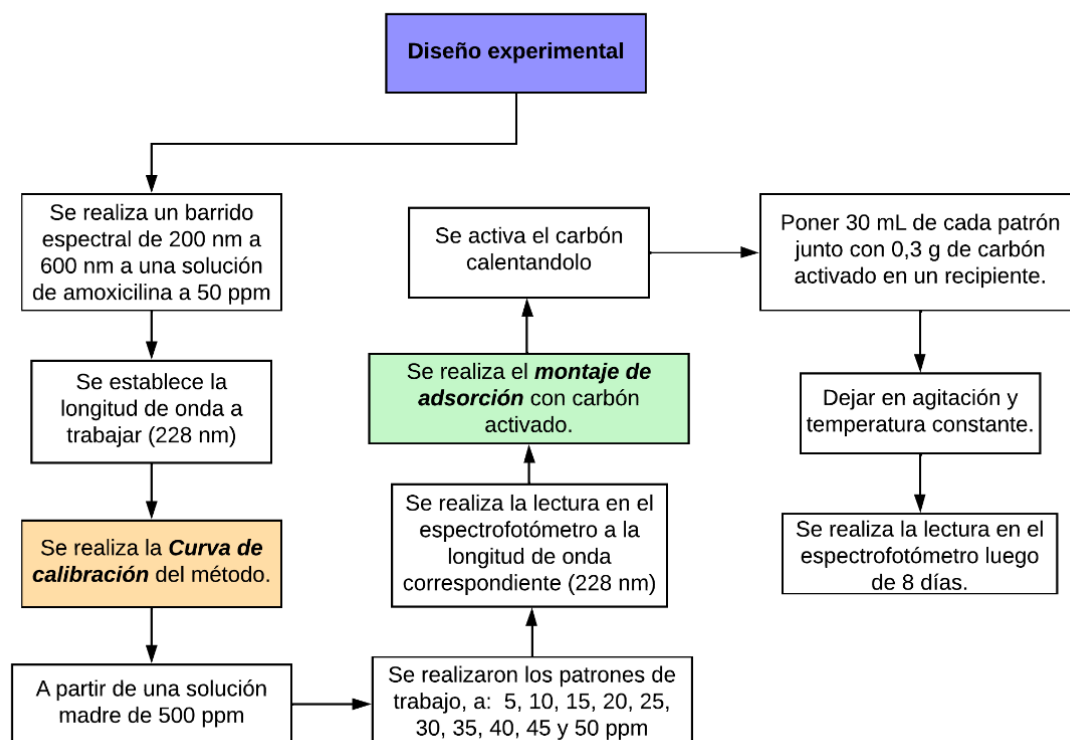 Diseño experimental
Se realiza un barrido
espectral de 200 nm a
600 nm a una solución
de amoxicilina a 50 ppm
Se establece la
longitud de onda a
trabajar (228 nm)
Se realiza la Curva de
calibración del método.
A partir de una solución
madre de 500 ppm
Se realizaron los patrones de
trabajo, a: 5, 10, 15, 20, 25,
30, 35, 40, 45 y 50 ppm
Se realiza la lectura en el
espectrofotómetro a la
longitud de onda
correspondiente (228 nm)
Se realiza el montaje de
adsorción con carbón
activado.
Se activa el carbón
calentandolo
Poner 30 mL de cada patrón
junto con 0,3 g de carbón
activado en un recipiente.
Dejar en agitación y
temperatura constante.
Se realiza la lectura en el
espectrofotómetro luego
de 8 días.